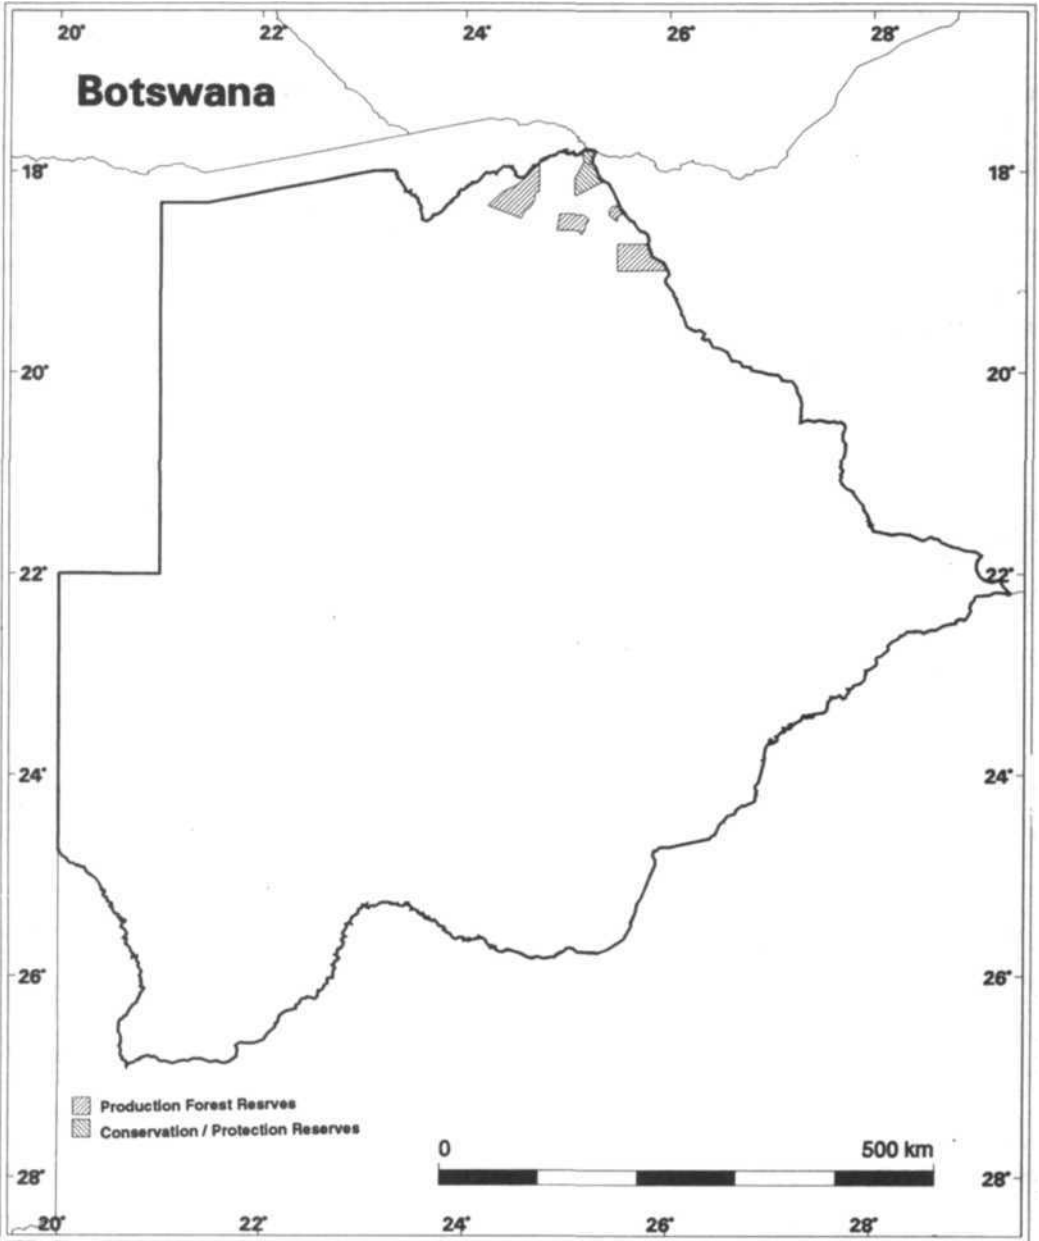 20° 22° 24° 26° 28°
Botswana
18° 18°
20° 20°
22° 22°
24° 24°
26° 26°
Production Forest Resrves
Conservation / Protection Reserves
0 500 km
28° 28°
20° 22° 24° 26° 28°